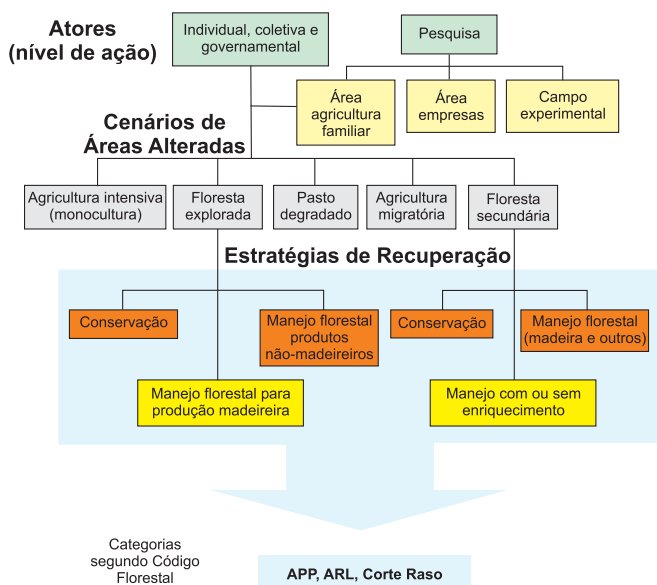 Atores
(nível de ação)
Individual, coletiva e
governamental
Pesquisa
Área
agricultura
familiar
Área
empresas
Campo
experimental
Cenários de
Áreas Alteradas
Agricultura intensiva
(monocultura)
Floresta
explorada
Pasto
degradado
Agricultura
migratória
Floresta
secundária
Estratégias de Recuperação
Conservação
Manejo florestal
produtos
não-madeireiros
Conservação
Manejo florestal
(madeira e outros)
Manejo florestal para
produção madeireira
Manejo com ou sem
enriquecimento
Categorias
segundo Código
Florestal
APP, ARL, Corte Raso